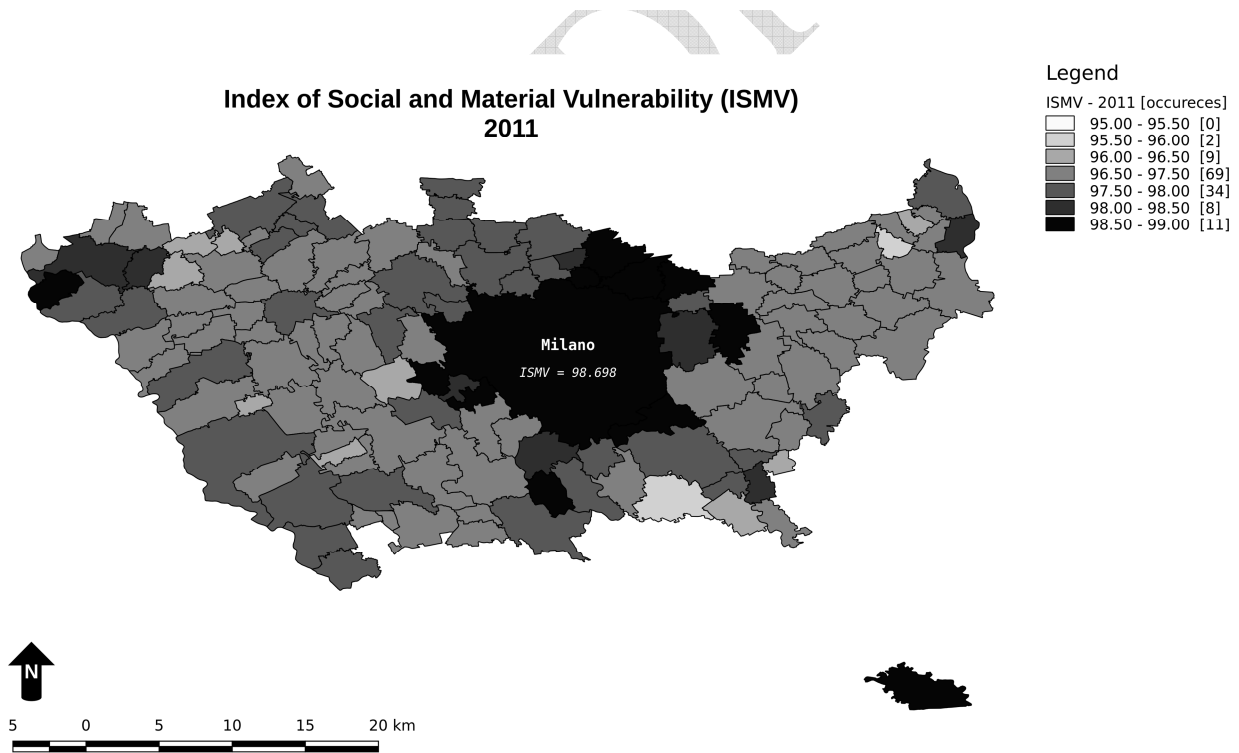 Index of Social and Material Vulnerability (ISMV)
2011
Legend
ISMV - 2011 [occureces]
95.00 - 95.50 [0]
95.50 - 96.00 [2]
96.00 - 96.50 [9]
96.50 - 97.50 [69]
97.50 - 98.00 [34]
98.00 - 98.50 [8]
98.50 - 99.00 [11]
Milano
ISMV = 98.698
N
5 0 5 10 15 20 km